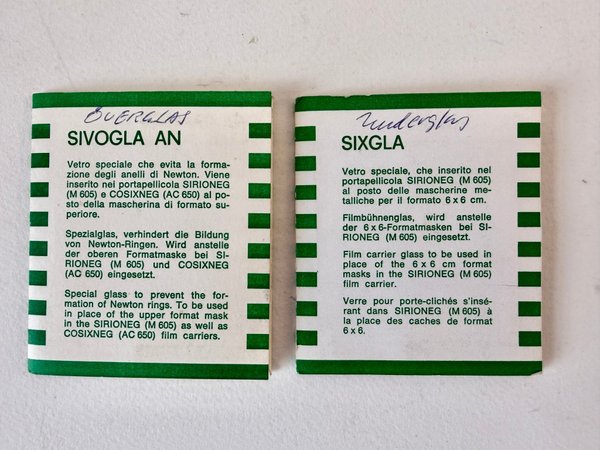 ÖVERGLAS
SIVOGLA AN
Vetro speciale che evita la forma-
zione degli anelli di Newton. Viene
inserito nei portapellicola SIRIONEG
(M 605) e COSIXNEG (AC 650) al po-
sto della mascherina di formato su-
periore.
Spezialglas, verhindert die Bildung
von Newton-Ringen. Wird anstelle
der oberen Formatmaske bei SI-
RIONEG (M 605) und COSIXNEG
(AC 650) eingesetzt.
Special glass to prevent the for-
mation of Newton rings. To be used
in place of the upper format mask
in the SIRIONEG (M 605) as well as
COSIXNEG (AC 650) film carriers.
Underglas
SIXGLA
Vetro speciale, che inserito nel
portapellicola SIRIONEG (M 605)
al posto delle mascherine me-
talliche per il formato 6 x 6 cm.
Filmbühnenglas, wird anstelle
der 6 x 6-Formatmasken bei SI-
RIONEG (M 605) eingesetzt.
Film carrier glass to be used in
place of the 6 x 6 cm format
masks in the SIRIONEG (M 605)
film carrier.
Verre pour porte-clichés s'insé-
rant dans SIRIONEG (M 605) à
la place des caches de format
6 x 6.